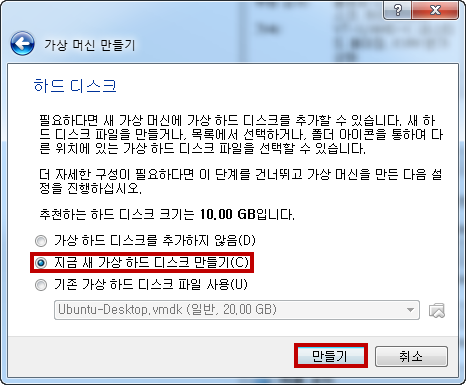 가상 머신 만들기
하드 디스크
필요하다면 새 가상 머신에 가상 하드 디스크를 추가할 수 있습니다. 새 하
드 디스크 파일을 만들거나, 목록에서 선택하거나, 폴더 아이콘을 통하여 다
른 위치에 있는 가상 하드 디스크 파일을 선택할 수 있습니다.
더 자세한 구성이 필요하다면 이 단계를 건너뛰고 가상 머신을 만든 다음 설
정을 진행하십시오.
추천하는 하드 디스크 크기는 10,00 GB입니다.
가상 하드 디스크를 추가하지 않음(D)
지금 새 가상 하드 디스크 만들기(C)
기존 가상 하드 디스크 파일 사용(U)
Ubuntu-Desktop,vmdk (일반, 20,00 GB)
만들기 취소